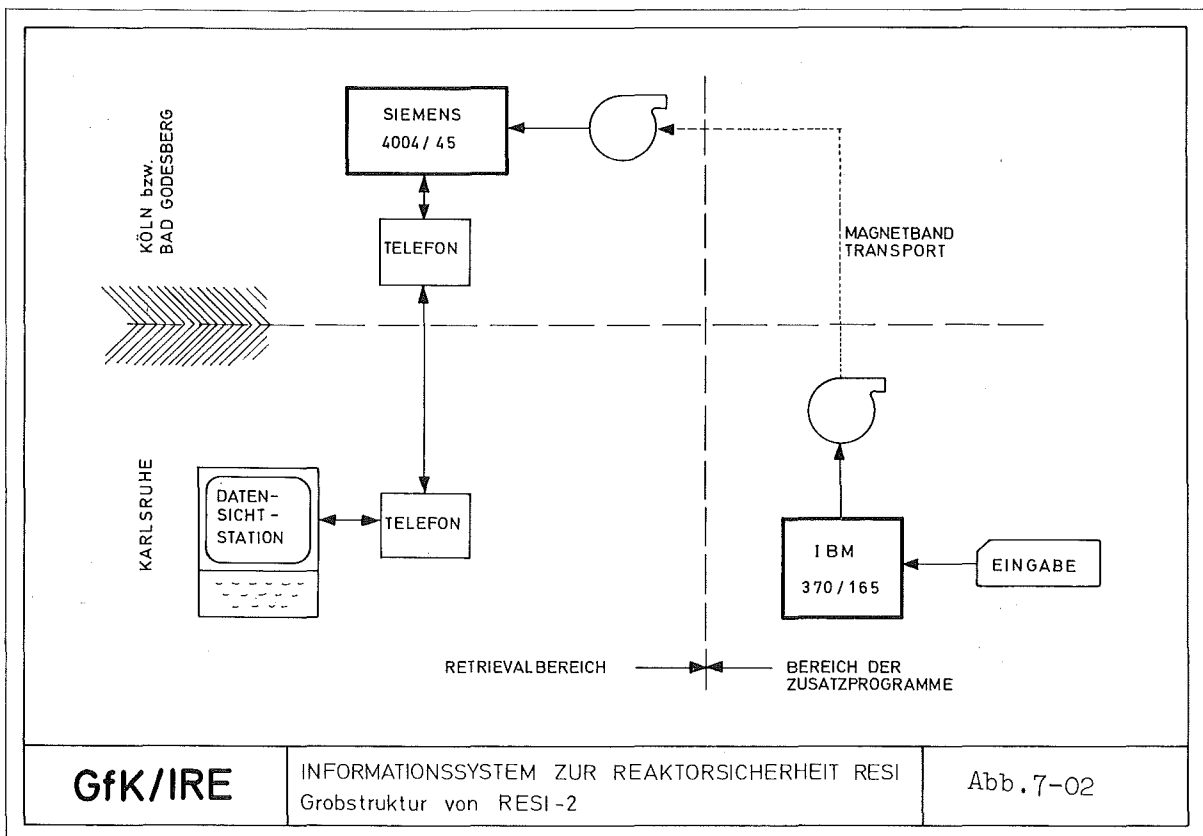 KÖLN bzw.
BAD GODESBERG
SIEMENS
4004/45
TELEFON
MAGNETBAND
TRANSPORT
KARLSRUHE
DATEN-
SICHT-
STATION
TELEFON
IBM
370/165
EINGABE
RETRIEVALBEREICH
BEREICH DER
ZUSATZPROGRAMME
GfK/IRE
INFORMATIONSSYSTEM ZUR REAKTORSICHERHEIT RESI
Grobstruktur von RESI-2
Abb.7-02